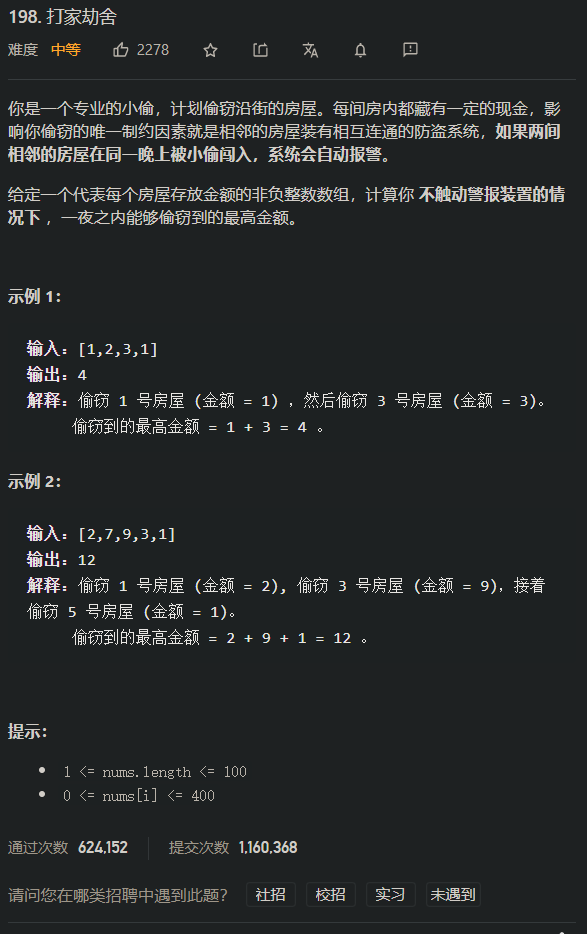 198. 打家劫舍
难度 中等 2278
你是一个专业的小偷，计划偷窃沿街的房屋。每间房内都藏有一定的现金，影
响你偷窃的唯一制约因素就是相邻的房屋装有相互连通的防盗系统，如果两间
相邻的房屋在同一晚上被小偷闯入，系统会自动报警。
给定一个代表每个房屋存放金额的非负整数数组，计算你 不触动警报装置的情
况下 ，一夜之内能够偷窃到的最高金额。
示例 1：
输入：[1,2,3,1]
输出：4
解释：偷窃 1 号房屋 (金额 = 1) ，然后偷窃 3 号房屋 (金额 = 3)。
偷窃到的最高金额 = 1 + 3 = 4 。
示例 2：
输入：[2,7,9,3,1]
输出：12
解释：偷窃 1 号房屋 (金额 = 2), 偷窃 3 号房屋 (金额 = 9)，接着
偷窃 5 号房屋 (金额 = 1)。
偷窃到的最高金额 = 2 + 9 + 1 = 12 。
提示：
1 <= nums.length <= 100
0 <= nums[i] <= 400
通过次数 624,152 提交次数 1,160,368
请问您在哪类招聘中遇到此题？ 社招 校招 实习 未遇到